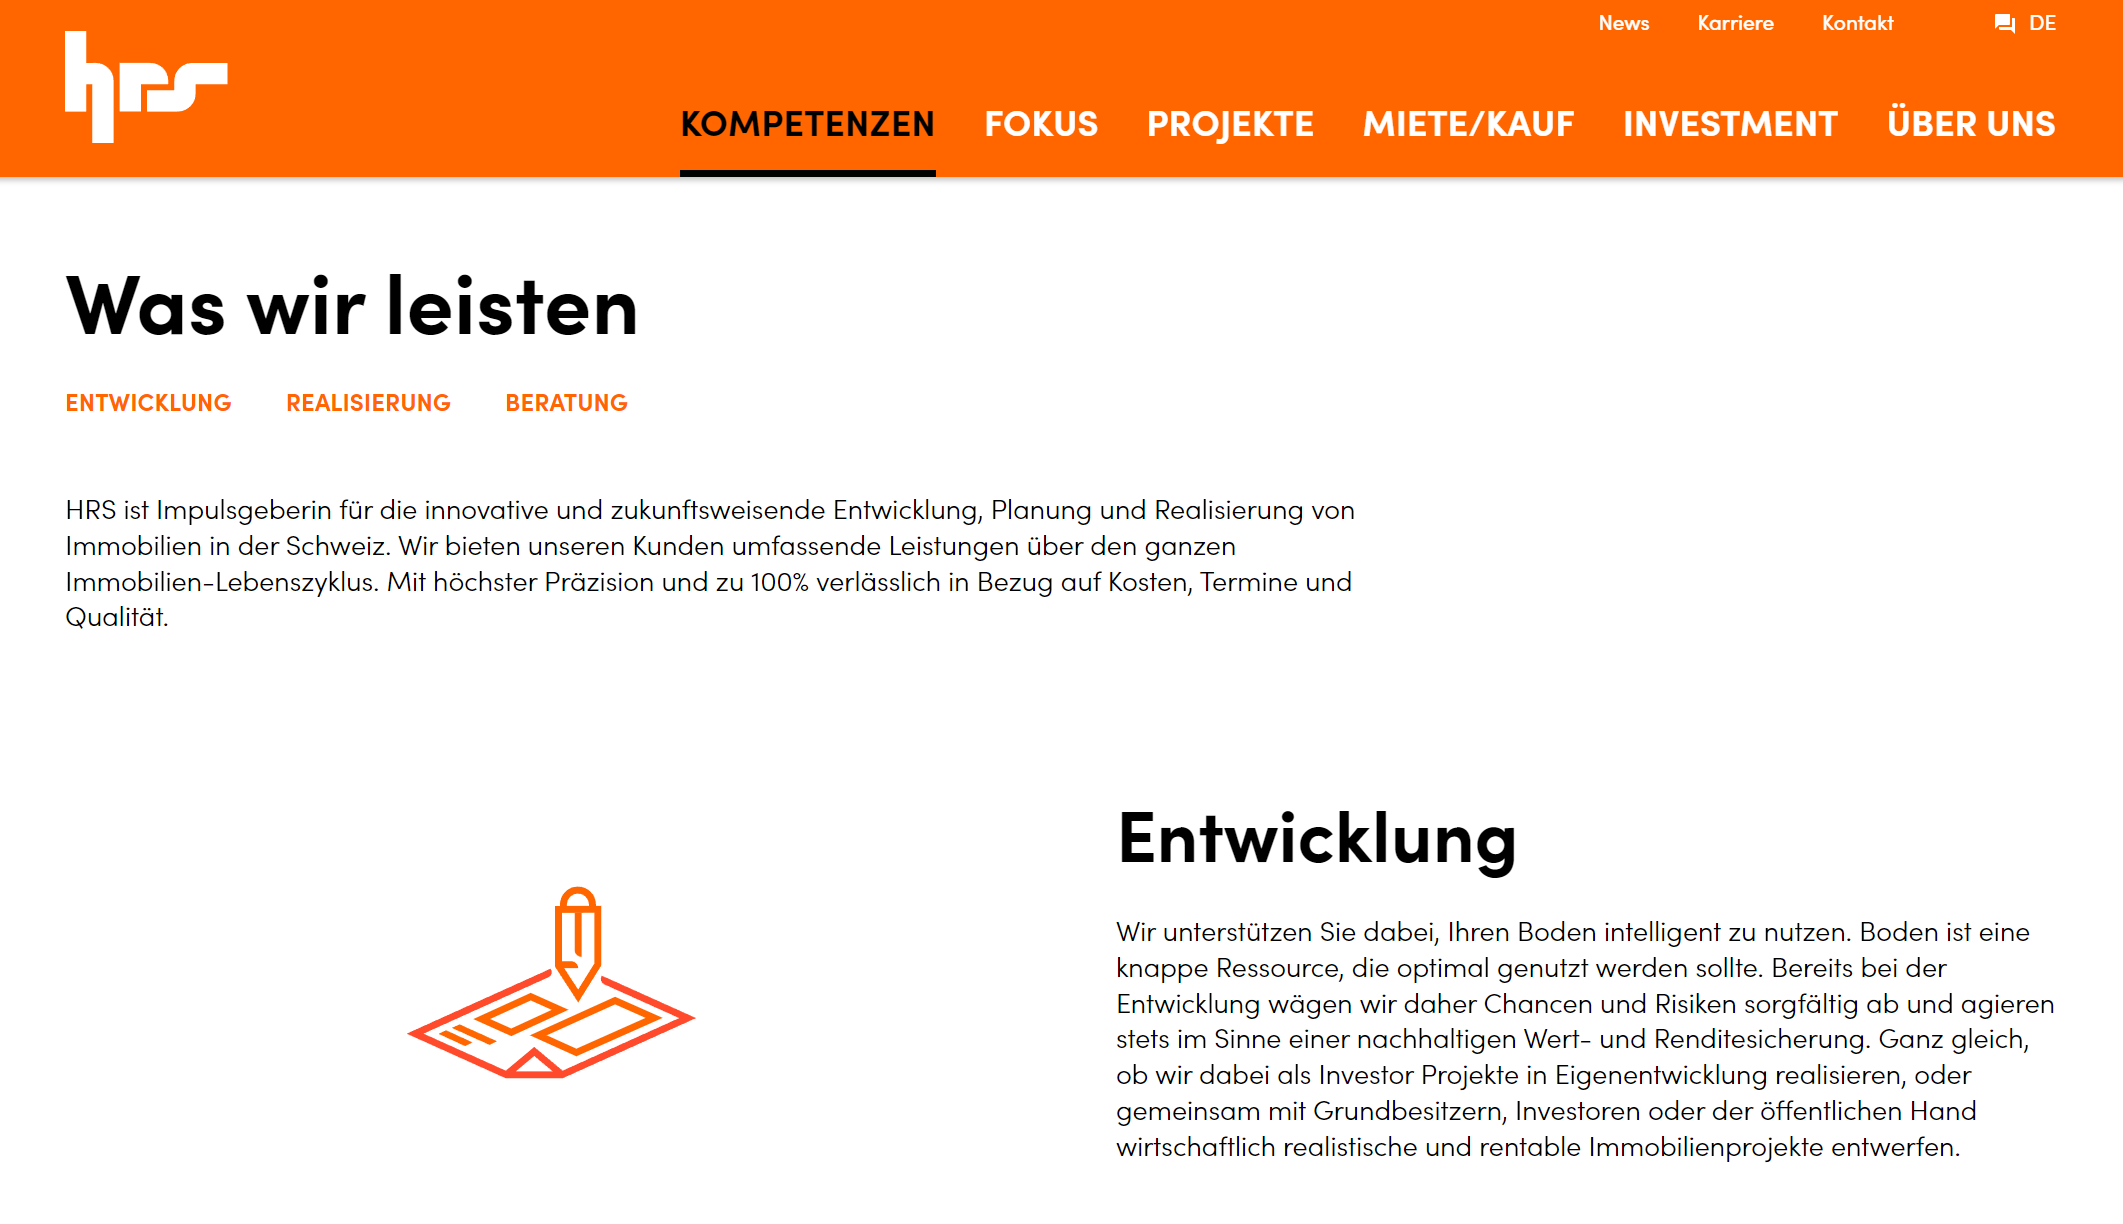 hrs
News Karriere Kontakt DE
KOMPETENZEN FOKUS PROJEKTE MIETE/KAUF INVESTMENT ÜBER UNS
Was wir leisten
ENTWICKLUNG REALISIERUNG BERATUNG
HRS ist Impulsgeberin für die innovative und zukunftsweisende Entwicklung, Planung und Realisierung von
Immobilien in der Schweiz. Wir bieten unseren Kunden umfassende Leistungen über den ganzen
Immobilien-Lebenszyklus. Mit höchster Präzision und zu 100% verlässlich in Bezug auf Kosten, Termine und
Qualität.
Entwicklung
Wir unterstützen Sie dabei, Ihren Boden intelligent zu nutzen. Boden ist eine
knappe Ressource, die optimal genutzt werden sollte. Bereits bei der
Entwicklung wägen wir daher Chancen und Risiken sorgfältig ab und agieren
stets im Sinne einer nachhaltigen Wert- und Renditesicherung. Ganz gleich,
ob wir dabei als Investor Projekte in Eigenentwicklung realisieren, oder
gemeinsam mit Grundbesitzern, Investoren oder der öffentlichen Hand
wirtschaftlich realistische und rentable Immobilienprojekte entwerfen.